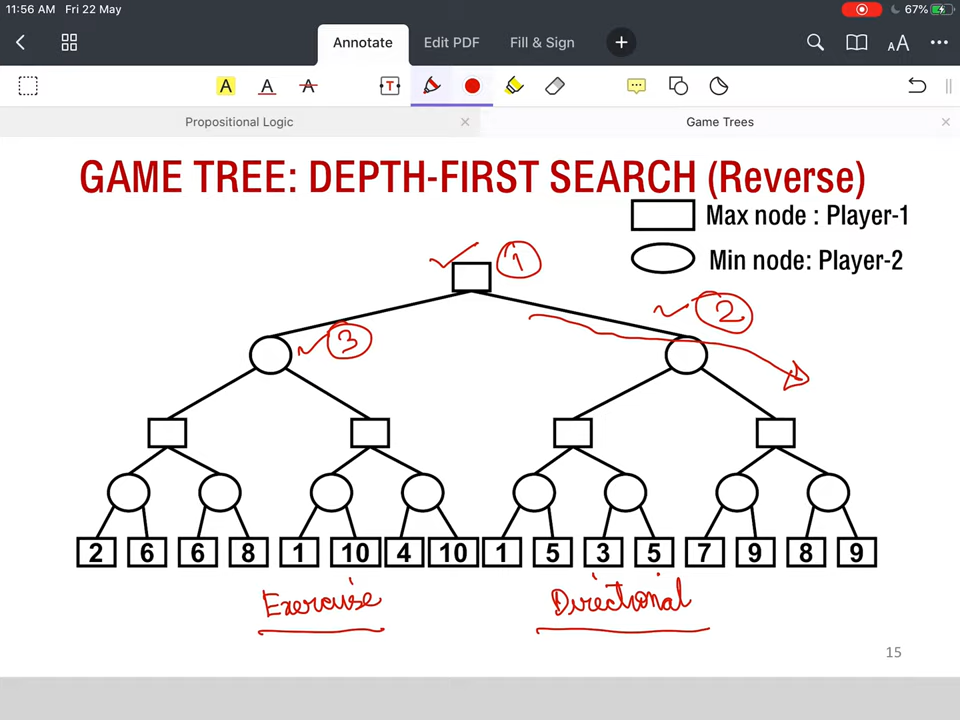 11:56 AM Fri 22 May 67%
Annotate Edit PDF Fill & Sign AA
A A A T
Propositional Logic Game Trees
GAME TREE: DEPTH-FIRST SEARCH (Reverse)
Max node : Player-1
1
Min node: Player-2
2
3
2 6 6 8 1 10 4 10 1 5 3 5 7 9 8 9
Exercise Directional
15